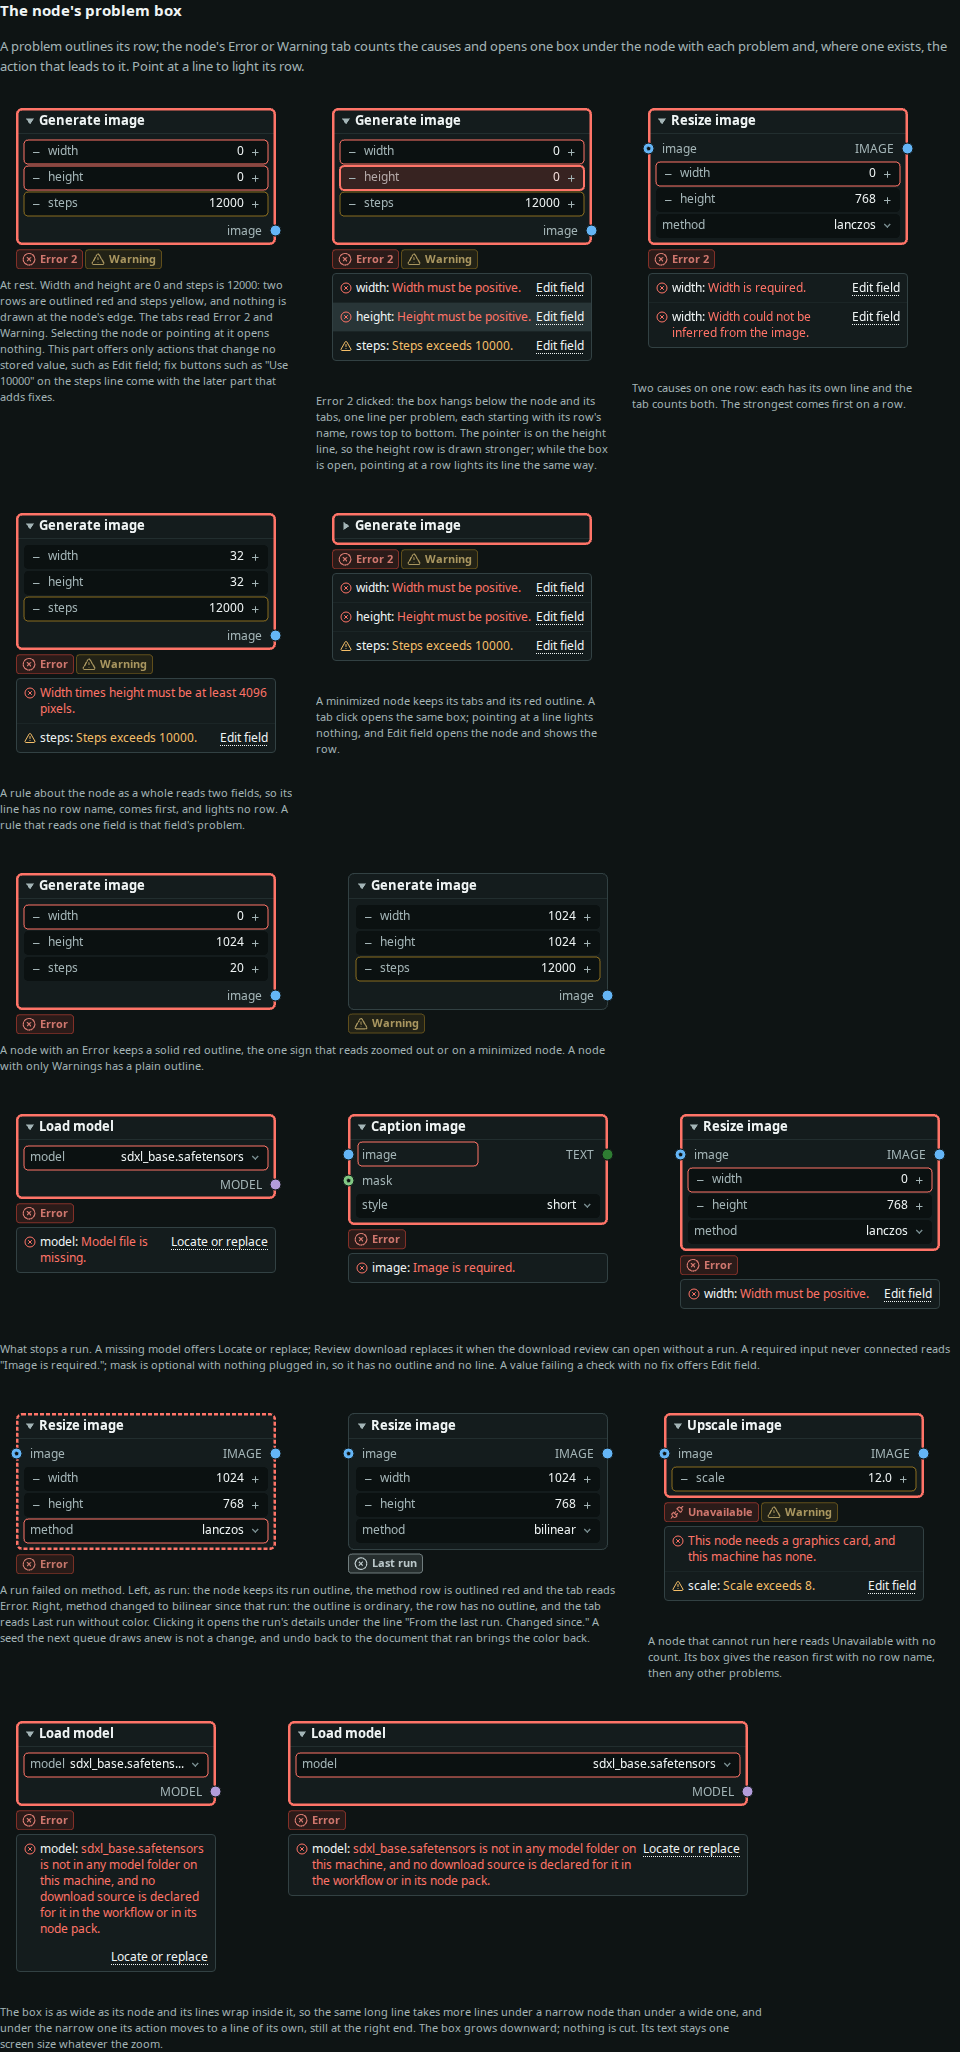 The node's problem box
A problem outlines its row; the node's Error or Warning tab counts the causes and opens one box under the node with each problem and, where one exists, the
action that leads to it. Point at a line to light its row.
Generate image
− width 0 +
− height 0 +
− steps 12000 +
image
Error 2 Warning
At rest. Width and height are 0 and steps is 12000: two
rows are outlined red and steps yellow, and nothing is
drawn at the node's edge. The tabs read Error 2 and
Warning. Selecting the node or pointing at it opens
nothing. This part offers only actions that change no
stored value, such as Edit field; fix buttons such as "Use
10000" on the steps line come with the later part that
adds fixes.
Generate image
− width 0 +
− height 0 +
− steps 12000 +
image
Error 2 Warning
width: Width must be positive. Edit field
height: Height must be positive. Edit field
steps: Steps exceeds 10000. Edit field
Error 2 clicked: the box hangs below the node and its
tabs, one line per problem, each starting with its row's
name, rows top to bottom. The pointer is on the height
line, so the height row is drawn stronger; while the box
is open, pointing at a row lights its line the same way.
Resize image
image IMAGE
− width 0 +
− height 768 +
method lanczos
Error 2
width: Width is required. Edit field
width: Width could not be Edit field
inferred from the image.
Two causes on one row: each has its own line and the
tab counts both. The strongest comes first on a row.
Generate image
− width 32 +
− height 32 +
− steps 12000 +
image
Error Warning
Width times height must be at least 4096
pixels.
steps: Steps exceeds 10000. Edit field
A rule about the node as a whole reads two fields, so its
line has no row name, comes first, and lights no row. A
rule that reads one field is that field's problem.
Generate image
Error 2 Warning
width: Width must be positive. Edit field
height: Height must be positive. Edit field
steps: Steps exceeds 10000. Edit field
A minimized node keeps its tabs and its red outline. A
tab click opens the same box; pointing at a line lights
nothing, and Edit field opens the node and shows the
row.
Generate image
− width 0 +
− height 1024 +
− steps 20 +
image
Error
Generate image
− width 1024 +
− height 1024 +
− steps 12000 +
image
Warning
A node with an Error keeps a solid red outline, the one sign that reads zoomed out or on a minimized node. A node
with only Warnings has a plain outline.
Load model
model sdxl_base.safetensors
MODEL
Error
model: Model file is Locate or replace
missing.
Caption image
image TEXT
mask
style short
Error
image: Image is required.
Resize image
image IMAGE
− width 0 +
− height 768 +
method lanczos
Error
width: Width must be positive. Edit field
What stops a run. A missing model offers Locate or replace; Review download replaces it when the download review can open without a run. A required input never connected reads
"Image is required."; mask is optional with nothing plugged in, so it has no outline and no line. A value failing a check with no fix offers Edit field.
Resize image
image IMAGE
− width 1024 +
− height 768 +
method lanczos
Error
Resize image
image IMAGE
− width 1024 +
− height 768 +
method bilinear
Last run
A run failed on method. Left, as run: the node keeps its run outline, the method row is outlined red and the tab reads
Error. Right, method changed to bilinear since that run: the outline is ordinary, the row has no outline, and the tab
reads Last run without color. Clicking it opens the run's details under the line "From the last run. Changed since." A
seed the next queue draws anew is not a change, and undo back to the document that ran brings the color back.
Upscale image
image IMAGE
− scale 12.0 +
Unavailable Warning
This node needs a graphics card, and
this machine has none.
scale: Scale exceeds 8. Edit field
A node that cannot run here reads Unavailable with no
count. Its box gives the reason first with no row name,
then any other problems.
Load model
model sdxl_base.safetens...
MODEL
Error
model: sdxl_base.safetensors
is not in any model folder on
this machine, and no
download source is declared
for it in the workflow or in its
node pack.
Locate or replace
Load model
model sdxl_base.safetensors
MODEL
Error
model: sdxl_base.safetensors is not in any model folder on Locate or replace
this machine, and no download source is declared for it in
the workflow or in its node pack.
The box is as wide as its node and its lines wrap inside it, so the same long line takes more lines under a narrow node than under a wide one, and
under the narrow one its action moves to a line of its own, still at the right end. The box grows downward; nothing is cut. Its text stays one
screen size whatever the zoom.